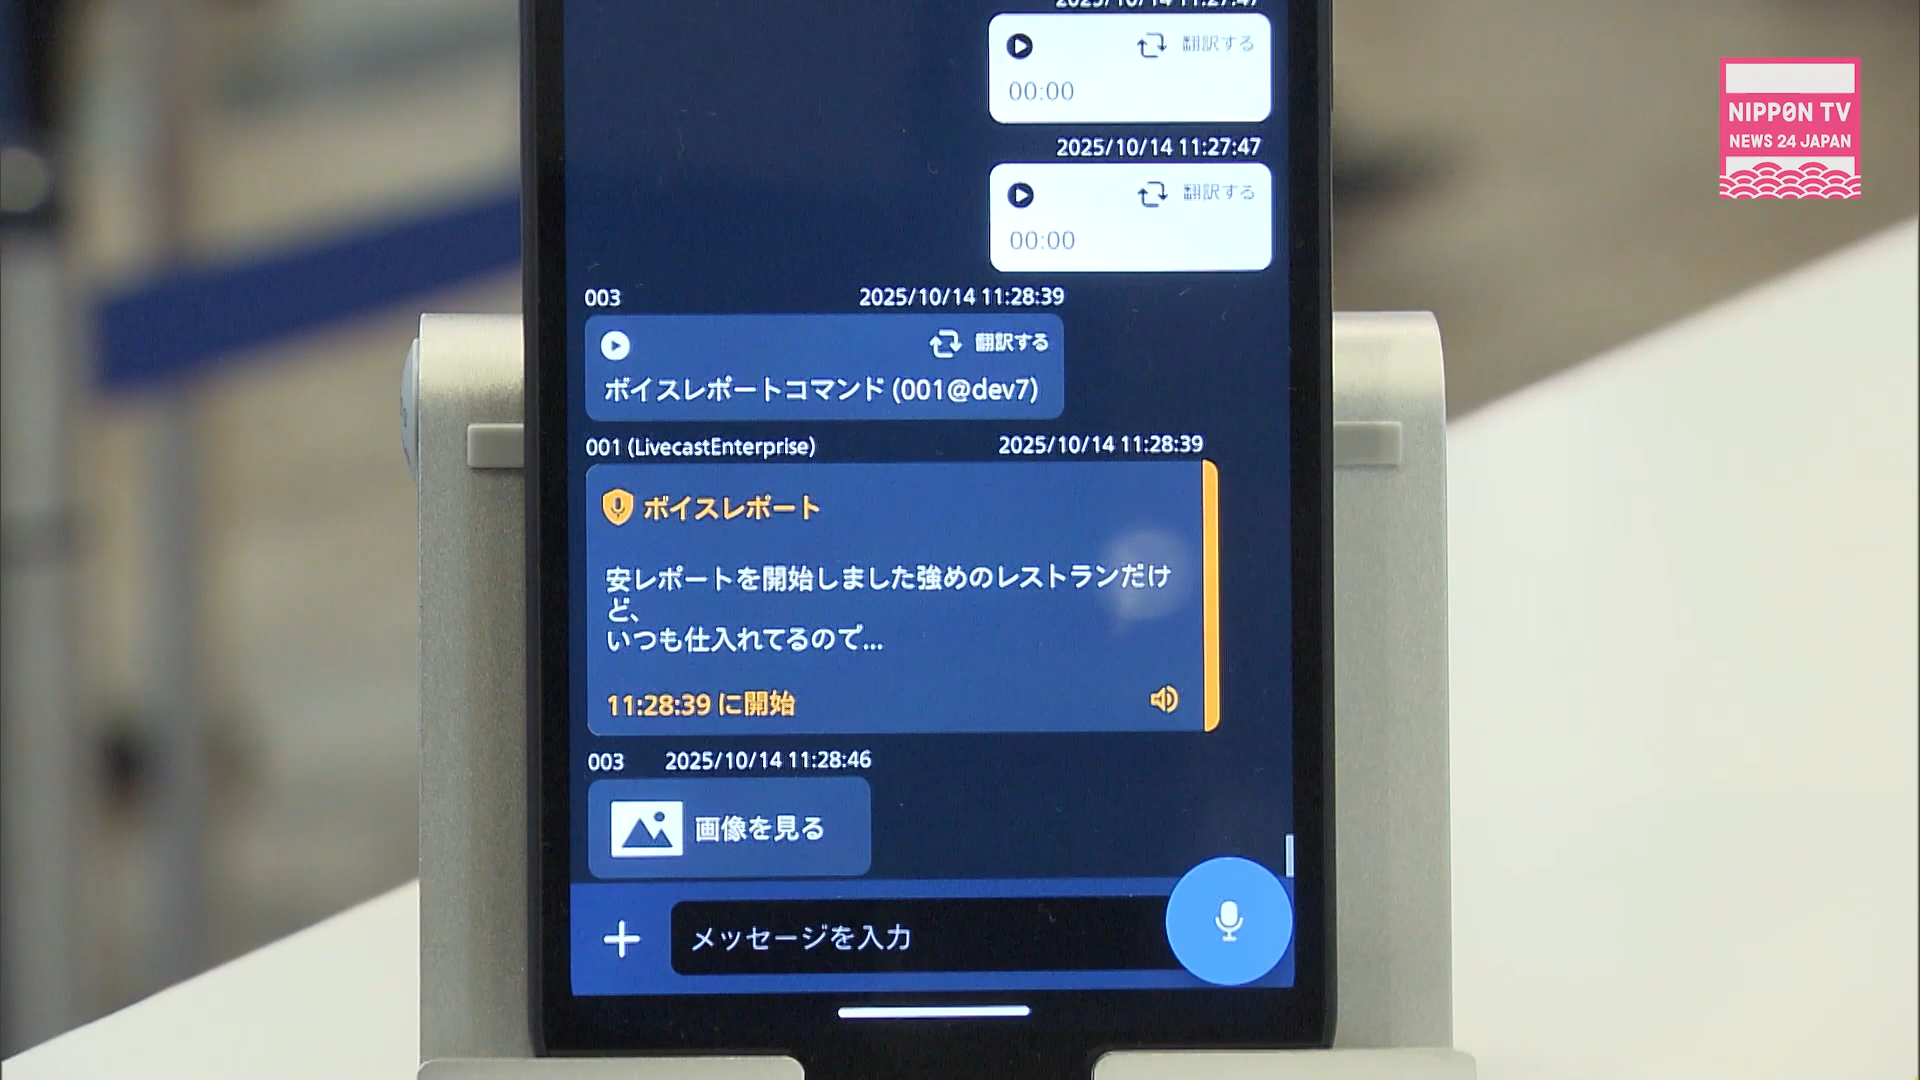 2025/10/14 11:27:47
翻訳する
00:00
2025/10/14 11:27:47
翻訳する
00:00
003 2025/10/14 11:28:39
翻訳する
ボイスレポートコマンド (001@dev7)
001 (LivecastEnterprise) 2025/10/14 11:28:39
ボイスレポート
安レポートを開始しました強めのレストランだけ
ど、
いつも仕入れてるので...
11:28:39 に開始
003 2025/10/14 11:28:46
画像を見る
メッセージを入力
NIPPON TV
NEWS 24 JAPAN